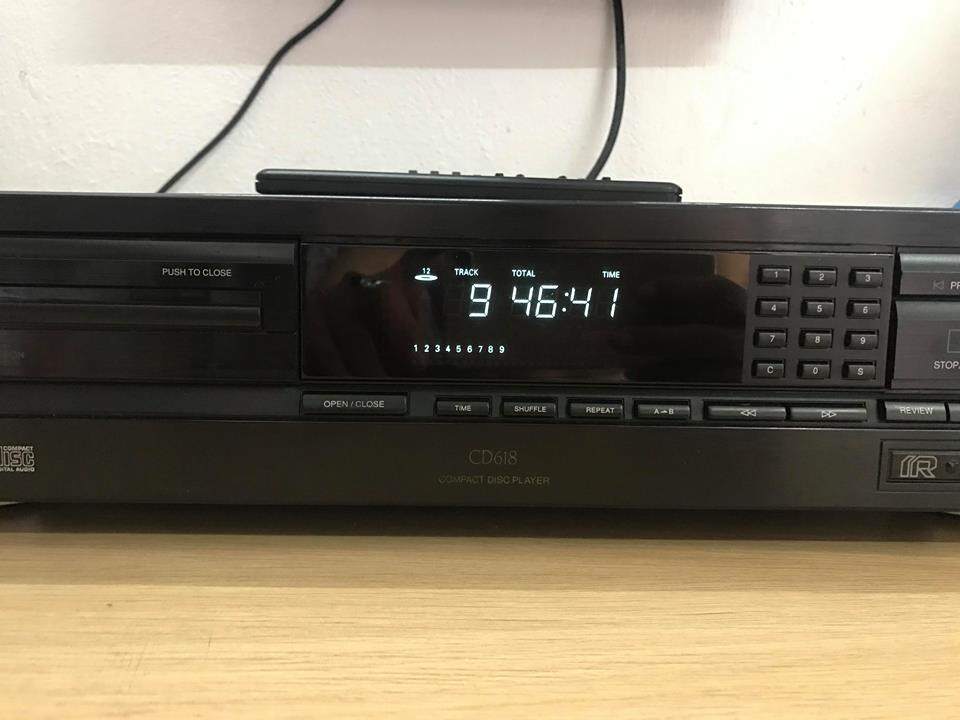 PUSH TO CLOSE
12 TRACK TOTAL TIME
9 46:41
1 2 3 4 5 6 7 8 9
1 2 3
4 5 6
7 8 9
C 0 S
OPEN / CLOSE
TIME
SHUFFLE
REPEAT
A B
REVIEW
COMPACT
DISC
DIGITAL AUDIO
CD618
COMPACT DISC PLAYER
IR